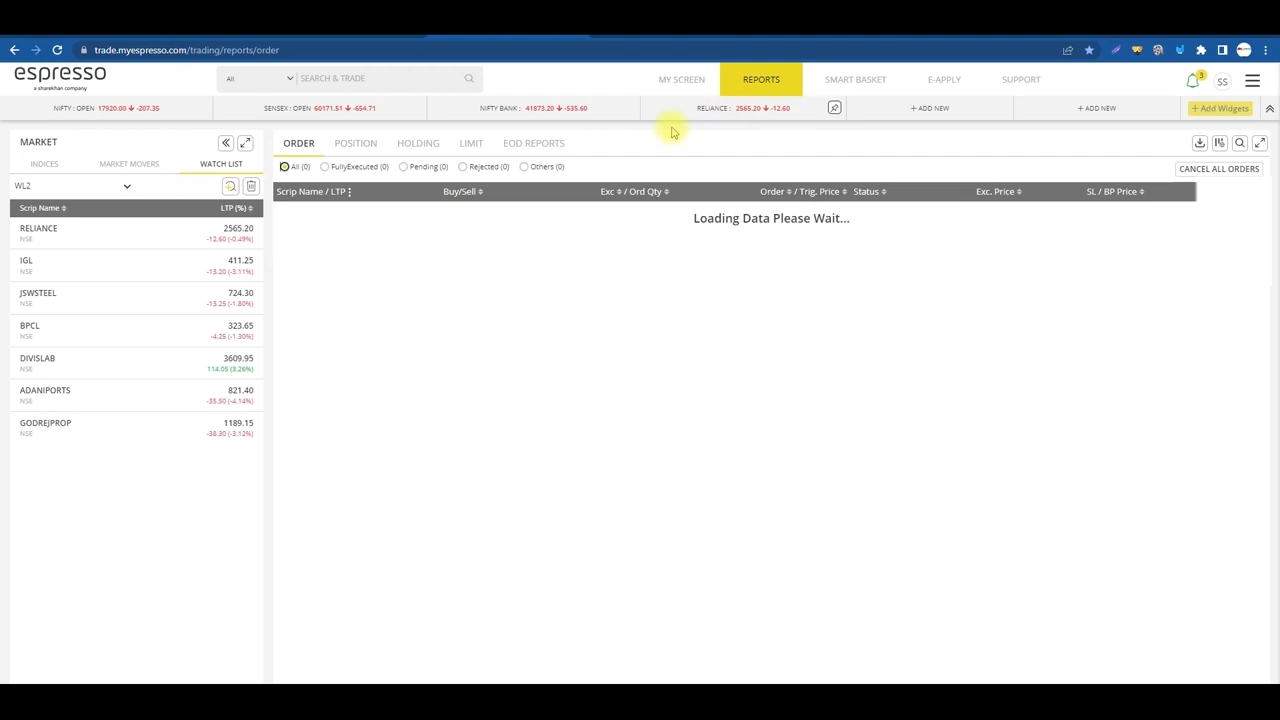 trade.myespresso.com/trading/reports/order
espresso
a sharekhan company
All
SEARCH & TRADE
MY SCREEN
REPORTS
SMART BASKET
E-APPLY
SUPPORT
3
SS
NIFTY : OPEN 17920.00 -207.35
SENSEX : OPEN 60171.51 -654.71
NIFTY BANK : 41873.20 -535.60
RELIANCE : 2565.20 -12.60
+ ADD NEW
+ ADD NEW
+ Add Widgets
MARKET
INDICES
MARKET MOVERS
WATCH LIST
WL2
Scrip Name LTP (%)
RELIANCE 2565.20
NSE -12.60 (-0.49%)
IGL 411.25
NSE -13.20 (-3.11%)
JSWSTEEL 724.30
NSE -13.25 (-1.80%)
BPCL 323.65
NSE -4.25 (-1.30%)
DIVISLAB 3609.95
NSE 114.05 (3.26%)
ADANIPORTS 821.40
NSE -35.50 (-4.14%)
GODREJPROP 1189.15
NSE -38.30 (-3.12%)
ORDER
POSITION
HOLDING
LIMIT
EOD REPORTS
All (0)
FullyExecuted (0)
Pending (0)
Rejected (0)
Others (0)
CANCEL ALL ORDERS
Scrip Name / LTP Buy/Sell Exc / Ord Qty Order / Trig. Price Status Exc. Price SL / BP Price
Loading Data Please Wait...